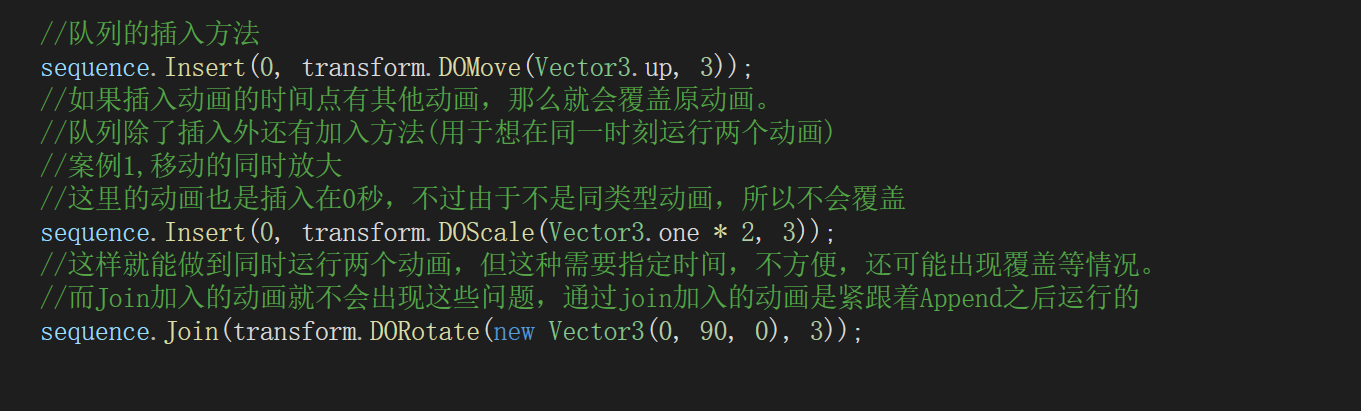 //队列的插入方法
sequence.Insert(0, transform.DOMove(Vector3.up, 3));
//如果插入动画的时间点有其他动画，那么就会覆盖原动画。
//队列除了插入外还有加入方法(用于想在同一时刻运行两个动画)
//案例1,移动的同时放大
//这里的动画也是插入在0秒，不过由于不是同类型动画，所以不会覆盖
sequence.Insert(0, transform.DOScale(Vector3.one * 2, 3));
//这样就能做到同时运行两个动画，但这种需要指定时间，不方便，还可能出现覆盖等情况。
//而Join加入的动画就不会出现这些问题，通过join加入的动画是紧跟着Append之后运行的
sequence.Join(transform.DORotate(new Vector3(0, 90, 0), 3));